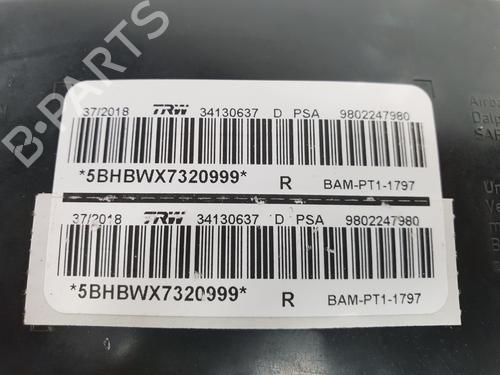 B-PARTS
37/2018 TRW 34130637 D PSA 9802247980
*5BHBWX7320999* R BAM-PT1-1797
37/2018 TRW 34130637 D PSA 9802247980
*5BHBWX7320999* R BAM-PT1-1797